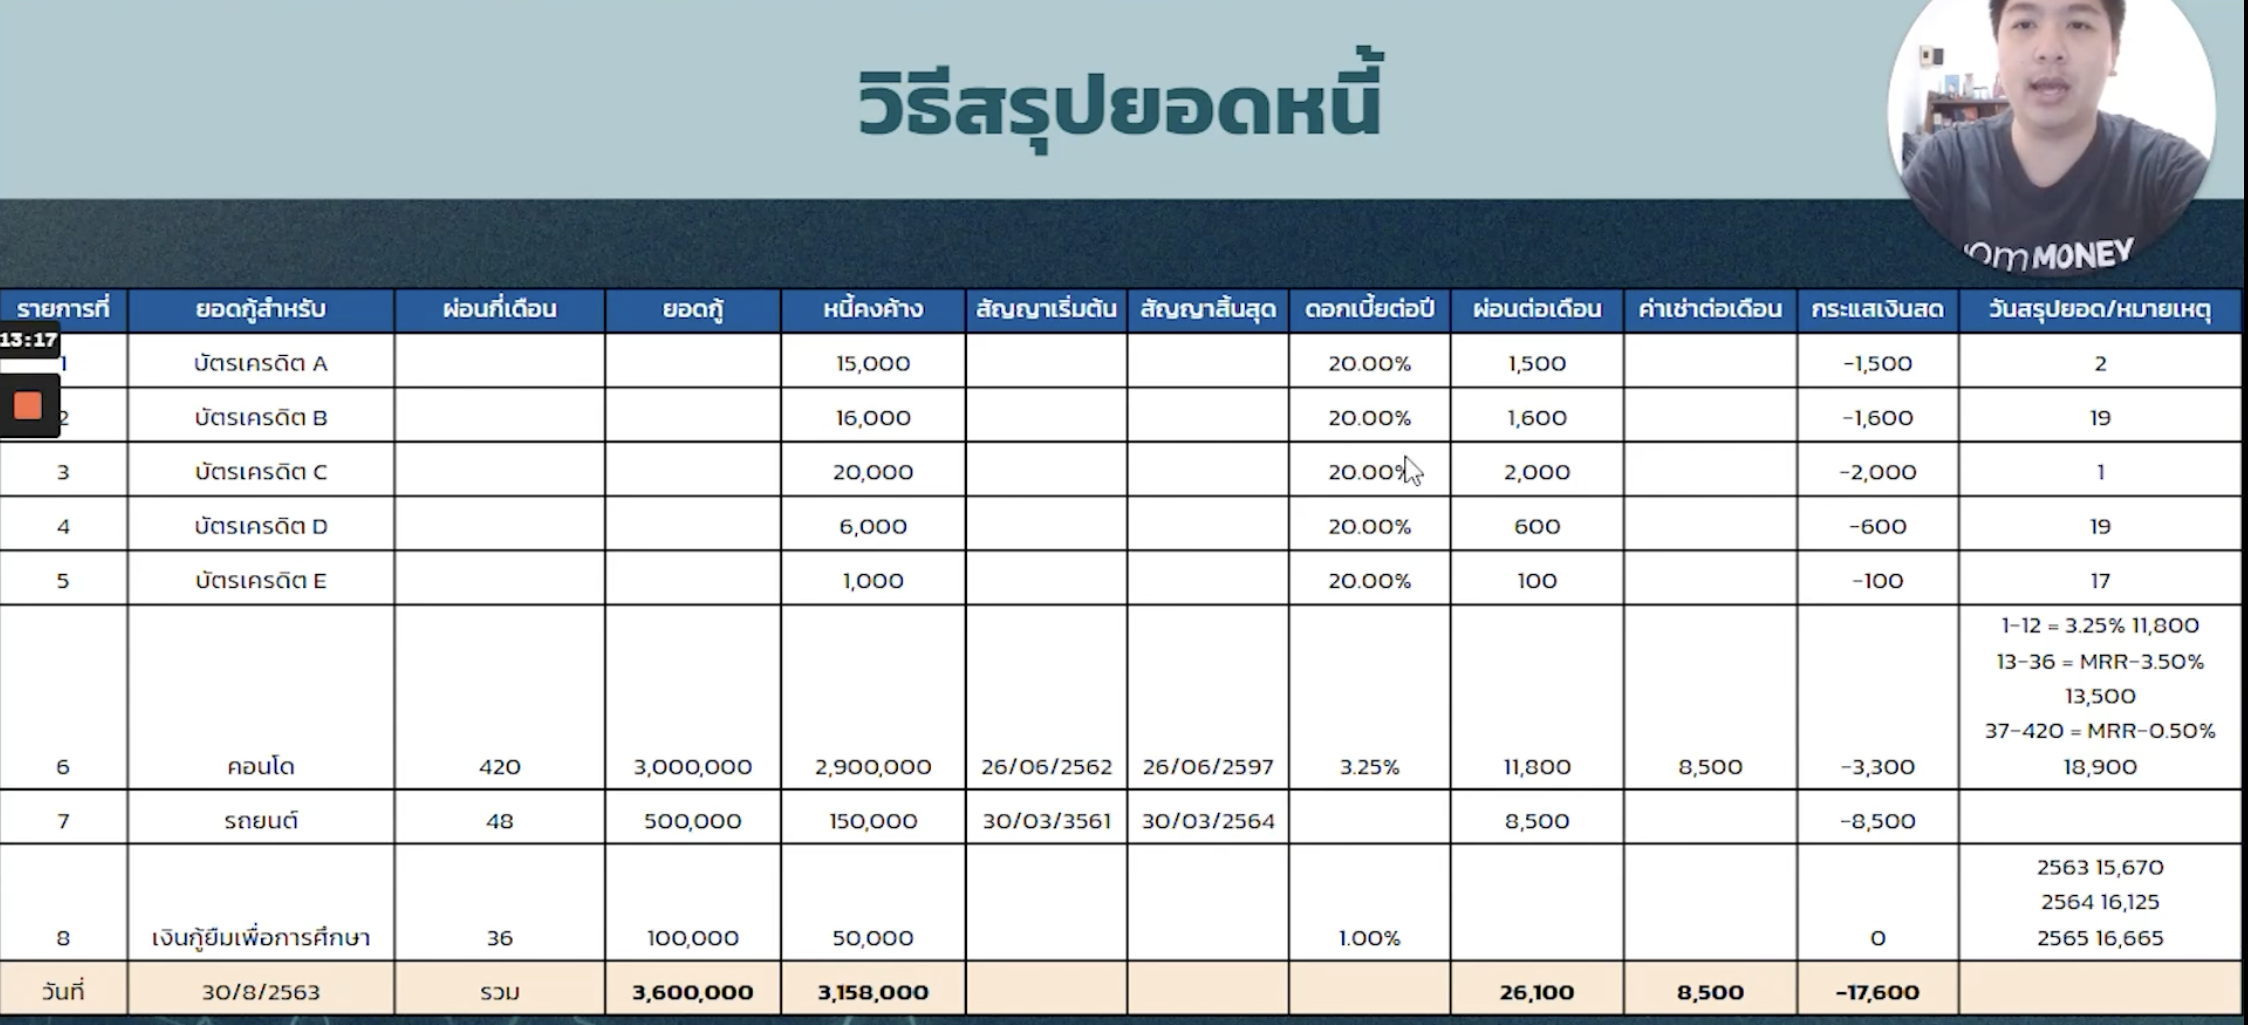 วิธีสรุปยอดหนี้
omMONEY
รายการที่ ยอดกู้สำหรับ ผ่อนกี่เดือน ยอดกู้ หนี้คงค้าง สัญญาเริ่มต้น สัญญาสิ้นสุด ดอกเบี้ยต่อปี ผ่อนต่อเดือน ค่าเช่าต่อเดือน กระแสเงินสด วันสรุปยอด/หมายเหตุ
13:17
1 บัตรเครดิต A 15,000 20.00% 1,500 -1,500 2
2 บัตรเครดิต B 16,000 20.00% 1,600 -1,600 19
3 บัตรเครดิต C 20,000 20.00% 2,000 -2,000 1
4 บัตรเครดิต D 6,000 20.00% 600 -600 19
5 บัตรเครดิต E 1,000 20.00% 100 -100 17
1-12 = 3.25% 11,800
13-36 = MRR-3.50%
13,500
37-420 = MRR-0.50%
6 คอนโด 420 3,000,000 2,900,000 26/06/2562 26/06/2597 3.25% 11,800 8,500 -3,300 18,900
7 รถยนต์ 48 500,000 150,000 30/03/3561 30/03/2564 8,500 -8,500
2563 15,670
2564 16,125
8 เงินกู้ยืมเพื่อการศึกษา 36 100,000 50,000 1.00% 0 2565 16,665
วันที่ 30/8/2563 รวม 3,600,000 3,158,000 26,100 8,500 -17,600